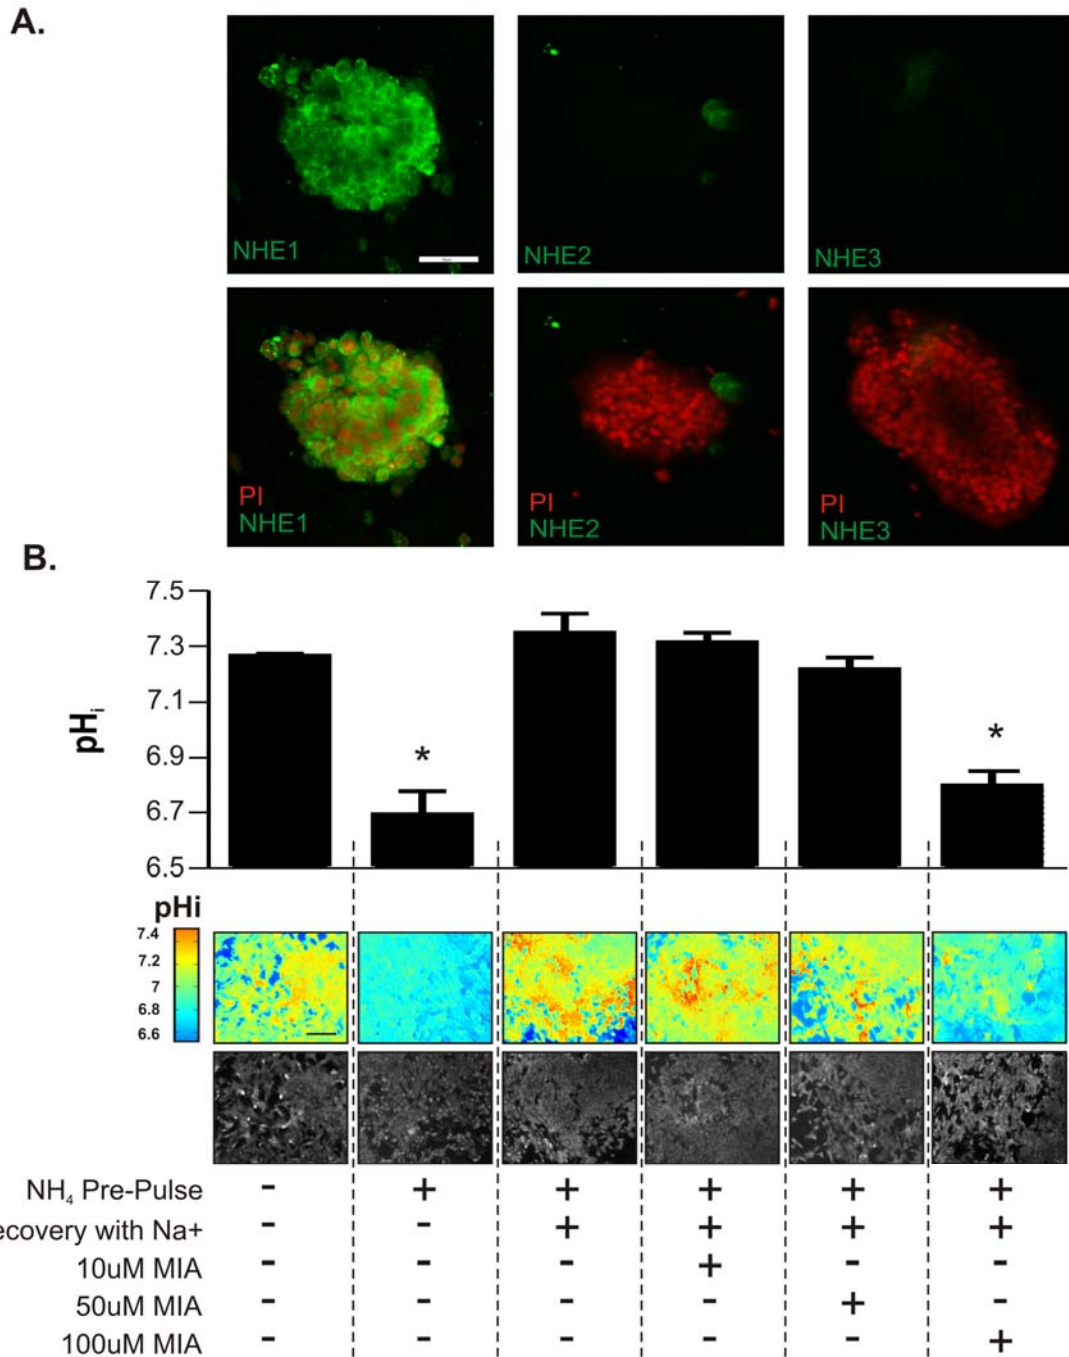 A.
NHE1
NHE2
NHE3
PI
NHE1
PI
NHE2
PI
NHE3
B.
7.5
7.3
7.1
6.9
6.7
6.5
pHi
*
*
pHi
7.4
7.2
7
6.8
6.6
NH4 Pre-Pulse - + + + + +
ecovery with Na+ - - + + + +
10uM MIA - - - + - -
50uM MIA - - - - + -
100uM MIA - - - - - +